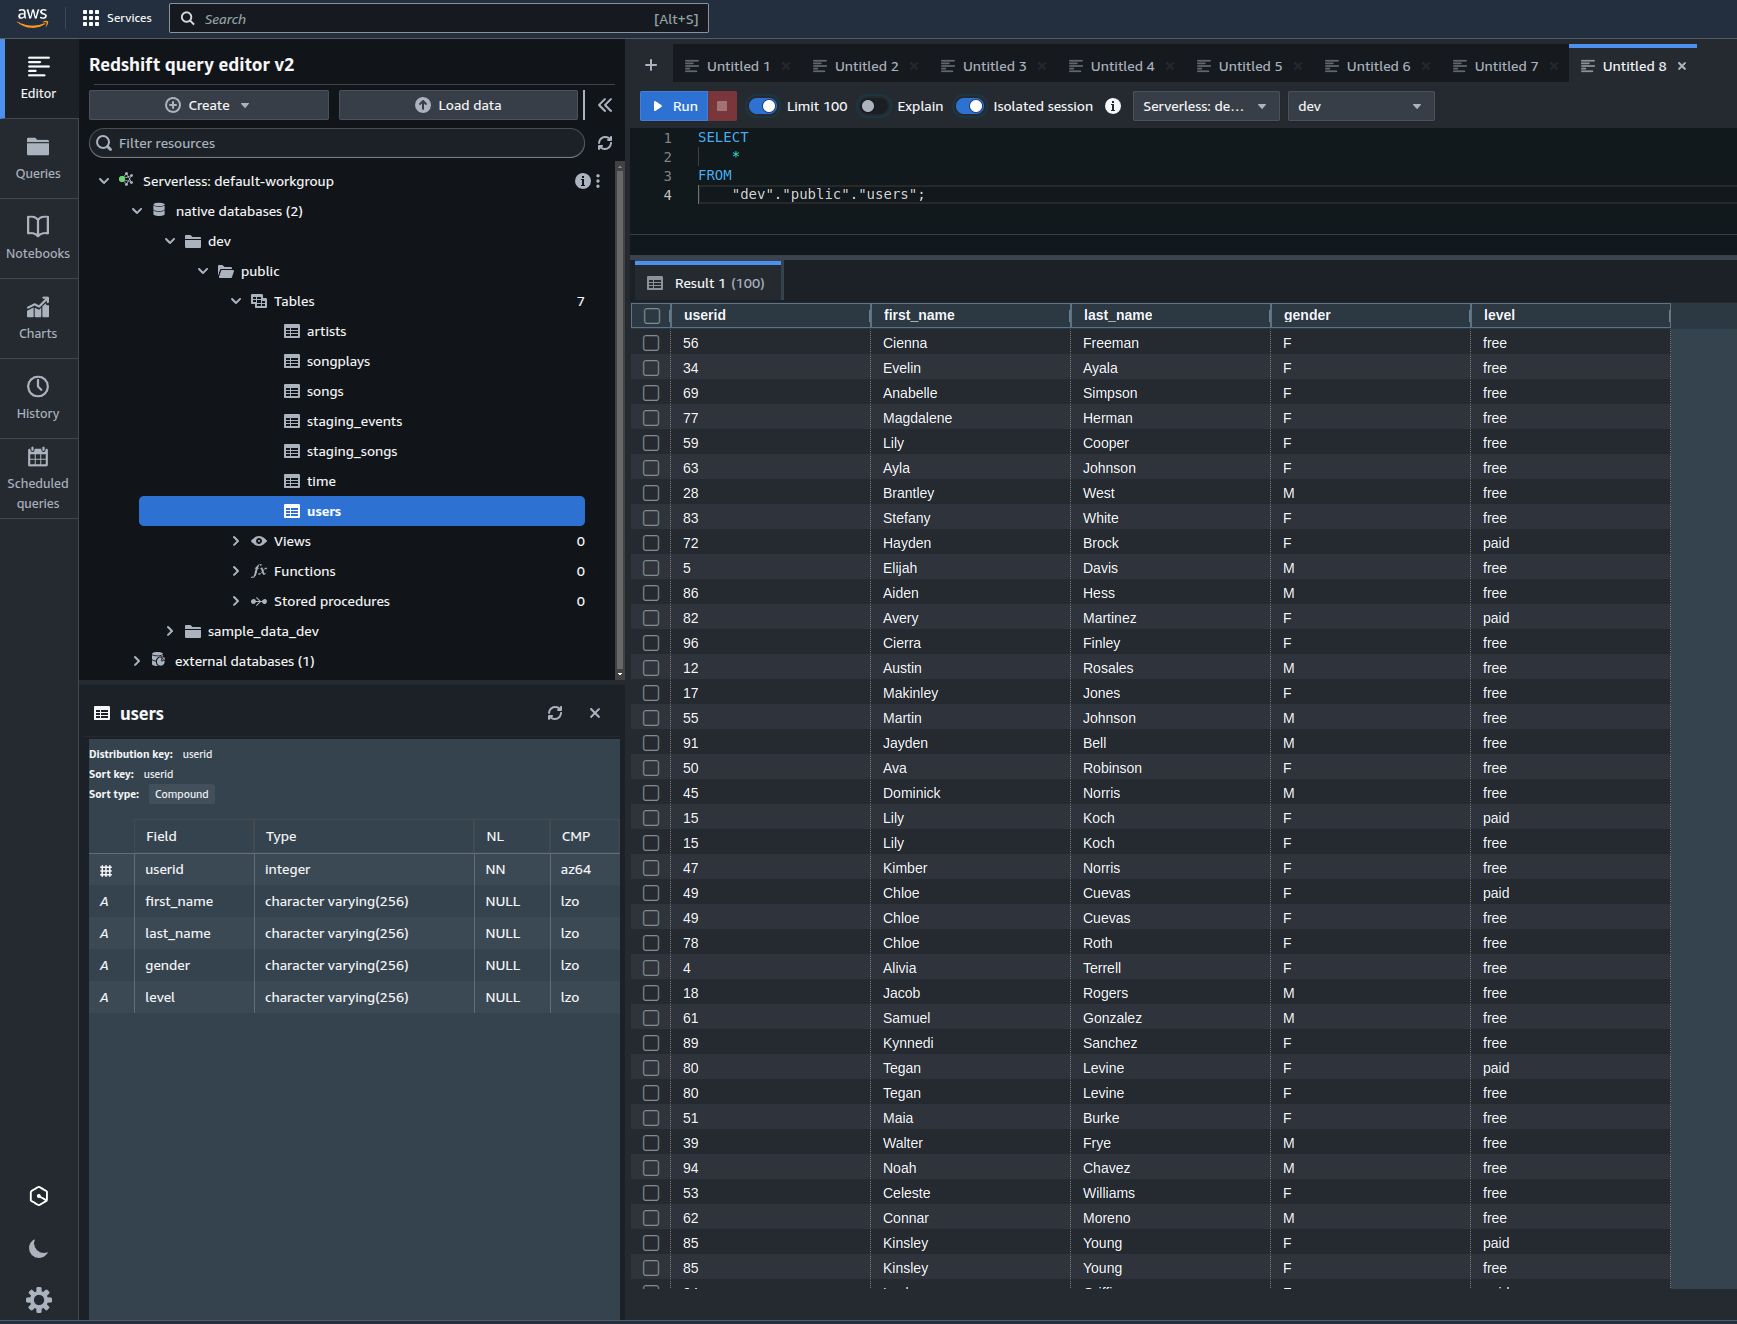 aws
Services
Search
[Alt+S]
Editor
Queries
Notebooks
Charts
History
Scheduled
queries
Redshift query editor v2
Create
Load data
Filter resources
Serverless: default-workgroup
native databases (2)
dev
public
Tables 7
artists
songplays
songs
staging_events
staging_songs
time
users
Views 0
Functions 0
Stored procedures 0
sample_data_dev
external databases (1)
users
Distribution key: userid
Sort key: userid
Sort type: Compound
Field Type NL CMP
userid integer NN az64
A first_name character varying(256) NULL lzo
A last_name character varying(256) NULL lzo
A gender character varying(256) NULL lzo
A level character varying(256) NULL lzo
+ Untitled 1 Untitled 2 Untitled 3 Untitled 4 Untitled 5 Untitled 6 Untitled 7 Untitled 8
Run Limit 100 Explain Isolated session Serverless: de... dev
1 SELECT
2 *
3 FROM
4 "dev"."public"."users";
Result 1 (100)
userid first_name last_name gender level
56 Cienna Freeman F free
34 Evelin Ayala F free
69 Anabelle Simpson F free
77 Magdalene Herman F free
59 Lily Cooper F free
63 Ayla Johnson F free
28 Brantley West M free
83 Stefany White F free
72 Hayden Brock F paid
5 Elijah Davis M free
86 Aiden Hess M free
82 Avery Martinez F paid
96 Cierra Finley F free
12 Austin Rosales M free
17 Makinley Jones F free
55 Martin Johnson M free
91 Jayden Bell M free
50 Ava Robinson F free
45 Dominick Norris M free
15 Lily Koch F paid
15 Lily Koch F free
47 Kimber Norris F free
49 Chloe Cuevas F paid
49 Chloe Cuevas F free
78 Chloe Roth F free
4 Alivia Terrell F free
18 Jacob Rogers M free
61 Samuel Gonzalez M free
89 Kynnedi Sanchez F free
80 Tegan Levine F paid
80 Tegan Levine F free
51 Maia Burke F free
39 Walter Frye M free
94 Noah Chavez M free
53 Celeste Williams F free
62 Connar Moreno M free
85 Kinsley Young F paid
85 Kinsley Young F free